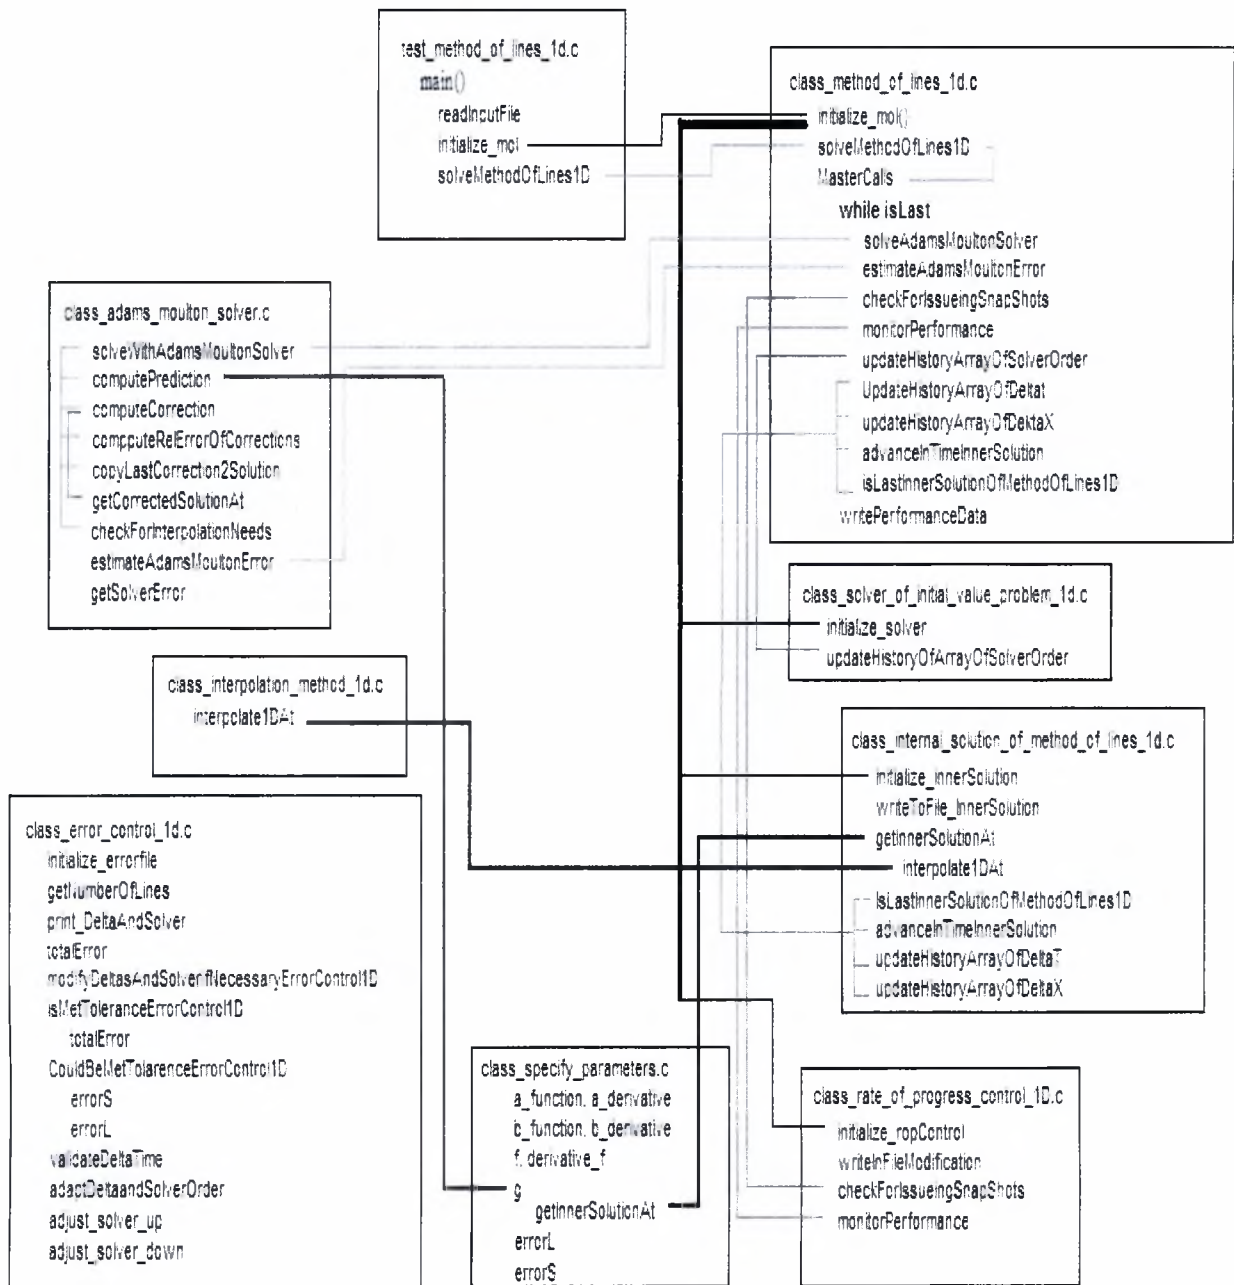 test_method_of_lines_1d.c
main()
readInputFile
initialize_mol
solveMethodOfLines1D
class_method_of_lines_1d.c
initialize_mol()
solveMethodOfLines1D
MasterCalls
while isLast
solveAdamsMoultonSolver
estimateAdamsMoultonError
checkForIssueingSnapShots
monitorPerformance
updateHistoryArrayOfSolverOrder
UpdateHistoryArrayOfDeltat
updateHistoryArrayOfDektaX
advanceInTimeInnerSolution
isLastInnerSolutionOfMethodOfLines1D
writePerformanceData
class_adams_moulton_solver.c
solveWithAdamsMoultonSolver
computePrediction
computeCorrection
compputeRelErrorOfCorrections
copyLastCorrection2Solution
getCorrectedSolutionAt
checkForInterpolationNeeds
estimateAdamsMoultonError
getSolverError
class_solver_of_initial_value_problem_1d.c
initialize_solver
updateHistoryOfArrayOfSolverOrder
class_interpolation_method_1d.c
interpolate1DAt
class_internal_solution_of_method_of_lines_1d.c
initialize_innerSolution
writeToFile_InnerSolution
getInnerSolutionAt
interpolate1DAt
IsLastInnerSolutionOfMethodOfLines1D
advanceInTimeInnerSolution
updateHistoryArrayOfDeltaT
updateHistoryArrayOfDeltaX
class_error_control_1d.c
initialize_errorfile
getNumberOfLines
print_DeltaAndSolver
totalError
modifyDeltasAndSolverIfNecessaryErrorControl1D
isMetToleranceErrorControl1D
totalError
CouldBeMetTolarenceErrorControl1D
errorS
errorL
validateDeltaTime
adaptDeltaandSolverOrder
adjust_solver_up
adjust_solver_down
class_specify_parameters.c
a_function, a_derivative
b_function, b_derivative
f, derivative_f
g
getInnerSolutionAt
errorL
errorS
class_rate_of_progress_control_1D.c
initialize_ropControl
writeInFileModification
checkForIssueingSnapShots
monitorPerformance